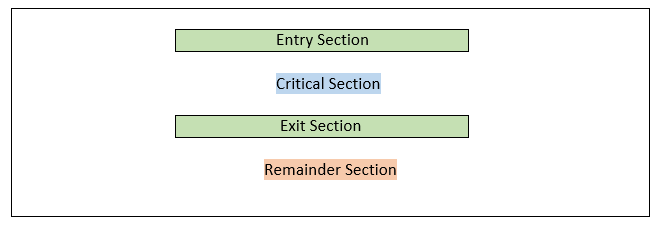 Entry Section
Critical Section
Exit Section
Remainder Section